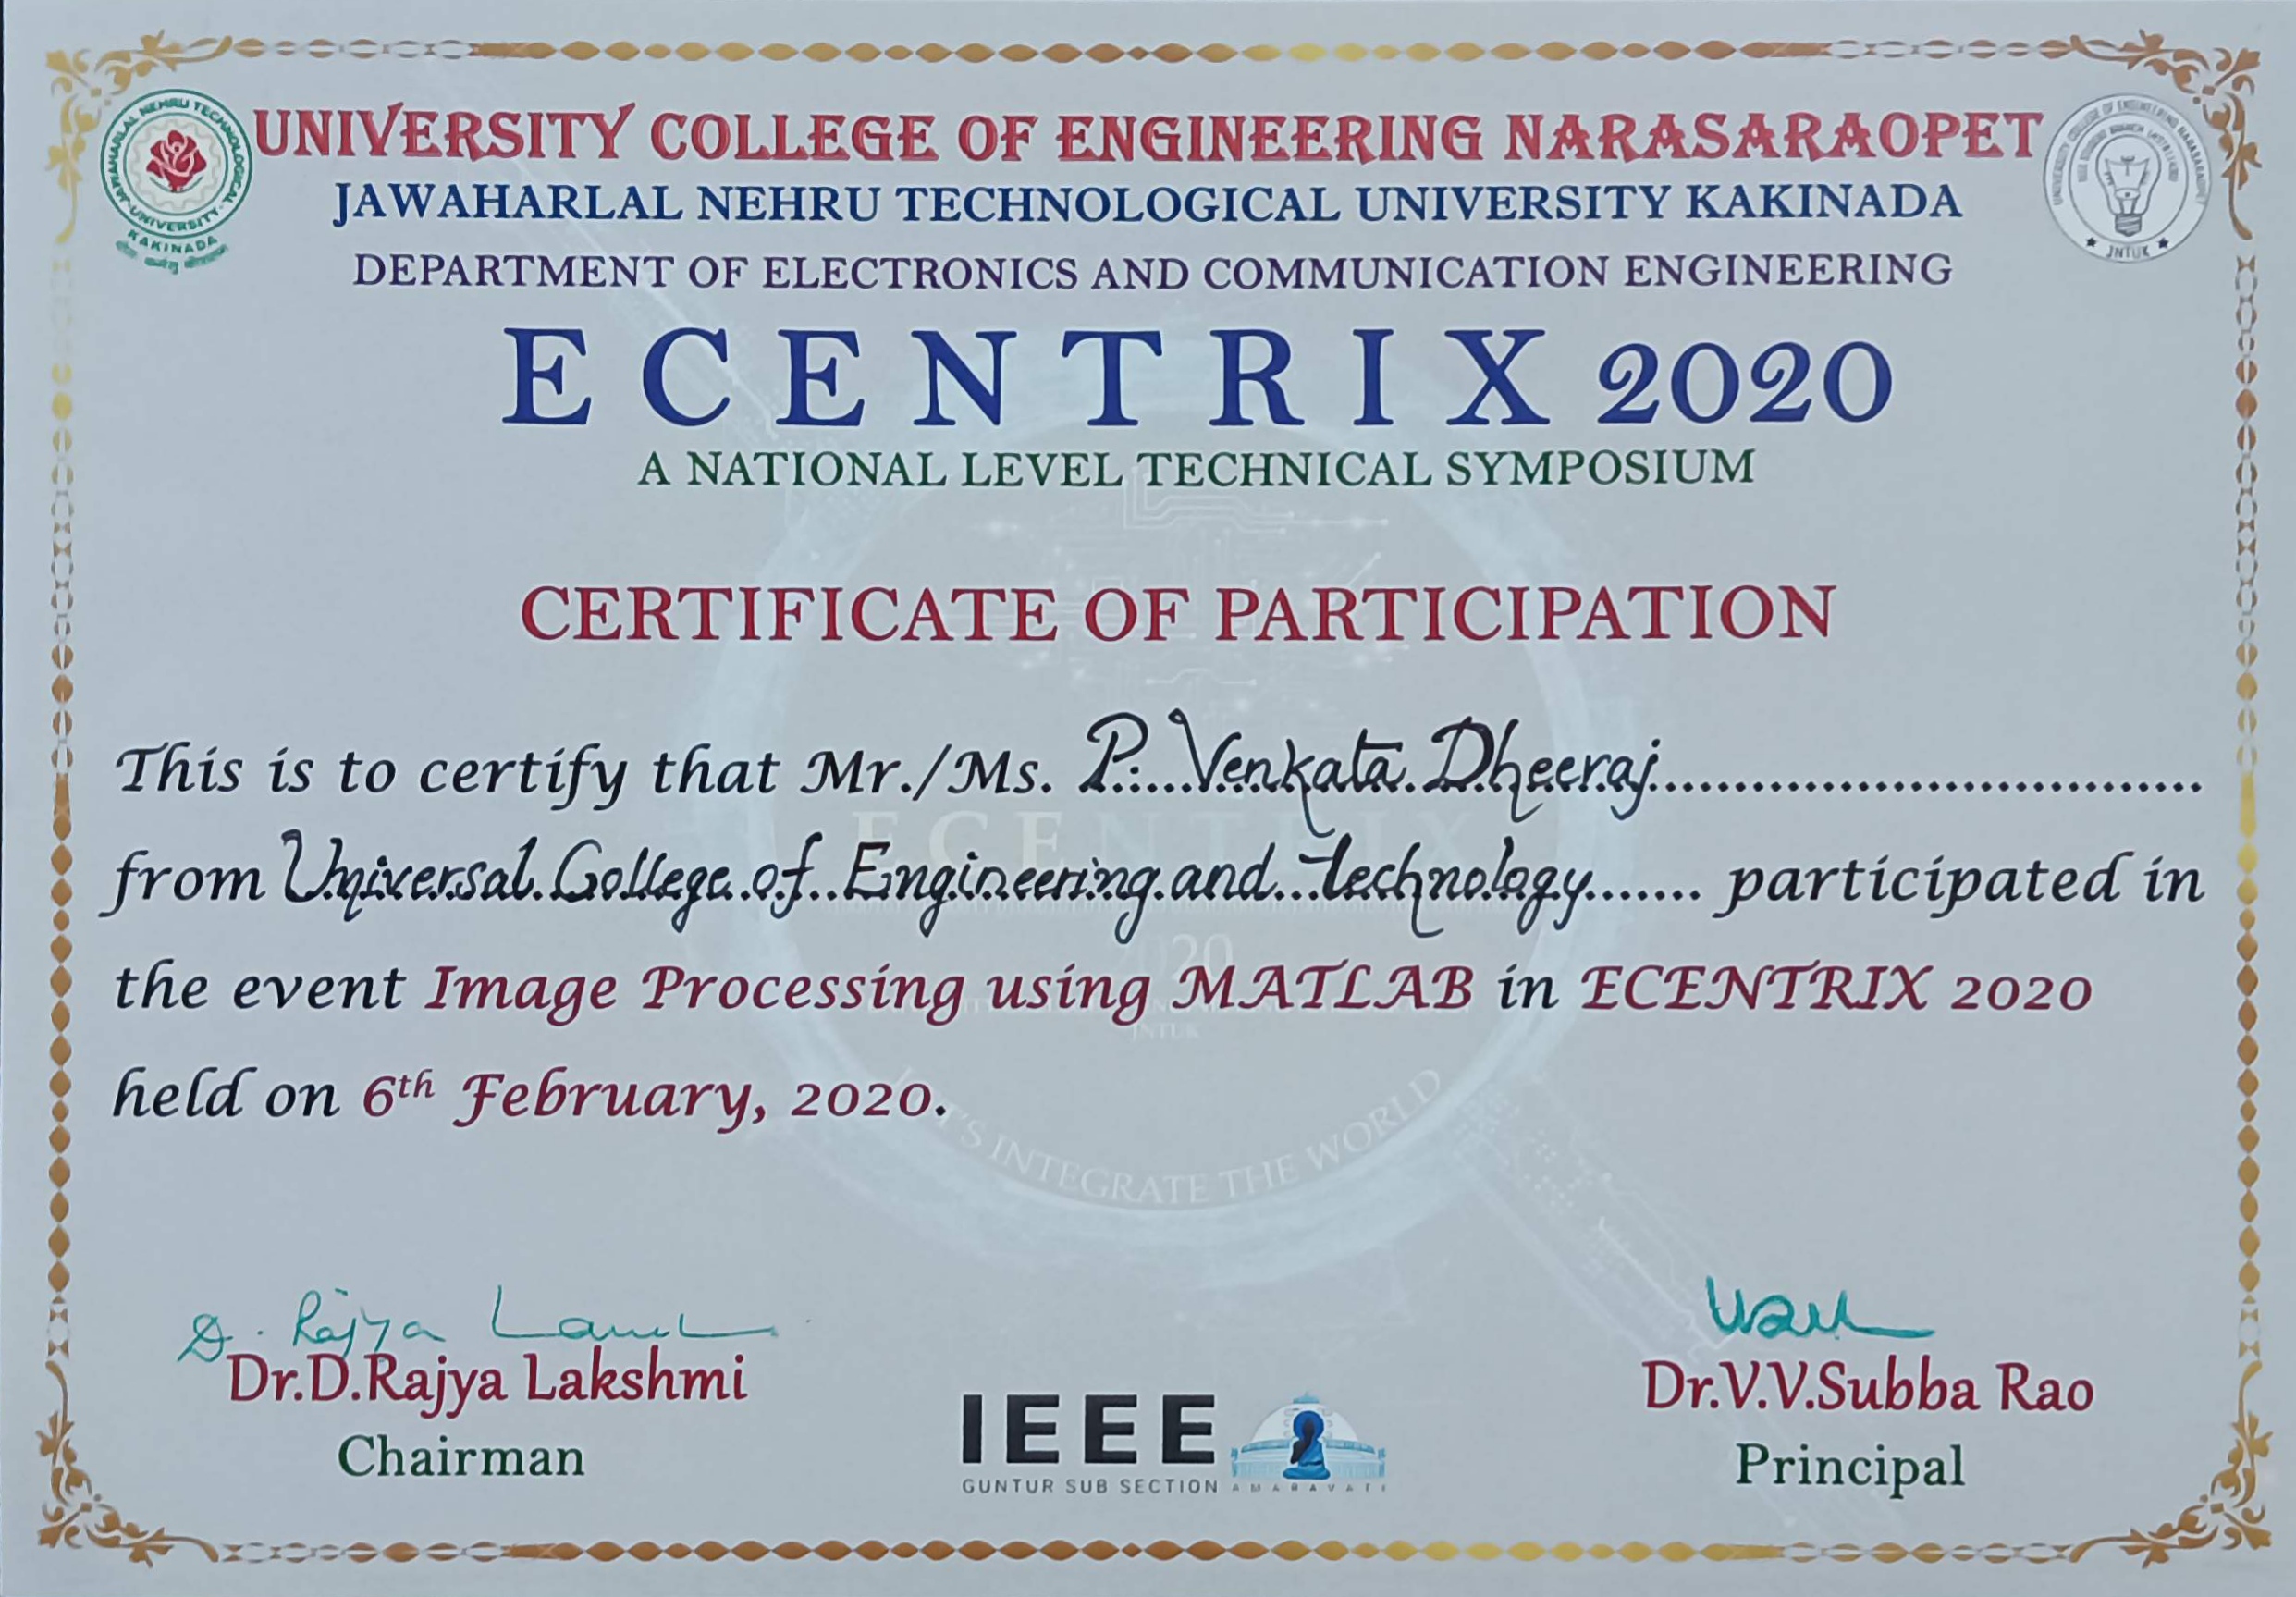 UNIVERSITY COLLEGE OF ENGINEERING NARASARAOPET
JAWAHARLAL NEHRU TECHNOLOGICAL UNIVERSITY KAKINADA
DEPARTMENT OF ELECTRONICS AND COMMUNICATION ENGINEERING
JAWAHARLAL NEHRU TECHNOLOGICAL UNIVERSITY
KAKINADA
JNTUK
ECENTRIX 2020
A NATIONAL LEVEL TECHNICAL SYMPOSIUM
CERTIFICATE OF PARTICIPATION
This is to certify that Mr./Ms. P. Venkata Dheeraj
from Universal College of Engineering and technology participated in
the event Image Processing using MATLAB in ECENTRIX 2020
held on 6th February, 2020.
ECENTRIX
2020
JNTUK
LET'S INTEGRATE THE WORLD
D. Rajya
Dr.D.Rajya Lakshmi
Chairman
IEEE
GUNTUR SUB SECTION AMARAVATI
Dr.V.V.Subba Rao
Principal